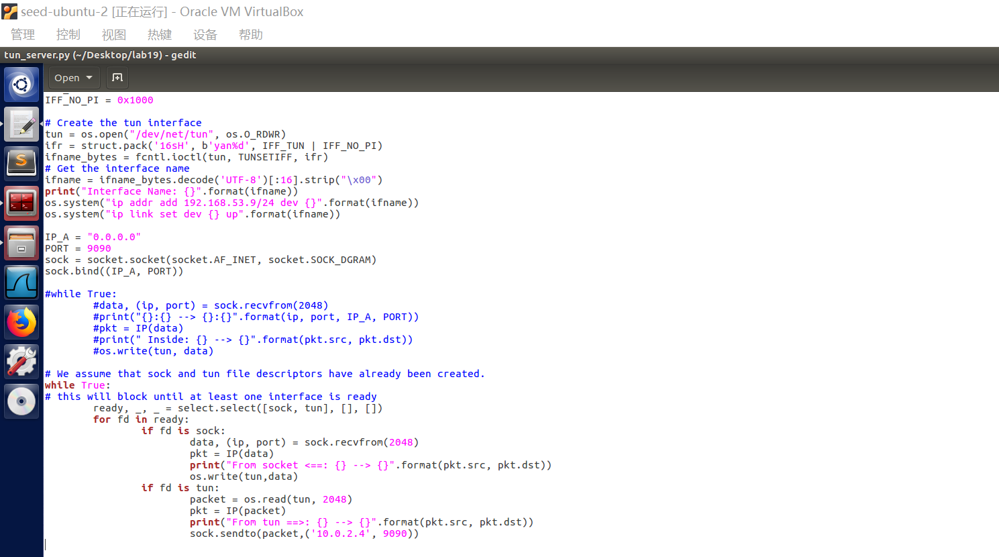 seed-ubuntu-2 [正在运行] - Oracle VM VirtualBox
管理 控制 视图 热键 设备 帮助
tun_server.py (~/Desktop/lab19) - gedit
Open
IFF_NO_PI = 0x1000
# Create the tun interface
tun = os.open("/dev/net/tun", os.O_RDWR)
ifr = struct.pack('16sH', b'yan%d', IFF_TUN | IFF_NO_PI)
ifname_bytes = fcntl.ioctl(tun, TUNSETIFF, ifr)
# Get the interface name
ifname = ifname_bytes.decode('UTF-8')[:16].strip("\x00")
print("Interface Name: {}".format(ifname))
os.system("ip addr add 192.168.53.9/24 dev {}".format(ifname))
os.system("ip link set dev {} up".format(ifname))
IP_A = "0.0.0.0"
PORT = 9090
sock = socket.socket(socket.AF_INET, socket.SOCK_DGRAM)
sock.bind((IP_A, PORT))
#while True:
        #data, (ip, port) = sock.recvfrom(2048)
        #print("{}:{} --> {}:{}".format(ip, port, IP_A, PORT))
        #pkt = IP(data)
        #print(" Inside: {} --> {}".format(pkt.src, pkt.dst))
        #os.write(tun, data)
# We assume that sock and tun file descriptors have already been created.
while True:
# this will block until at least one interface is ready
        ready, _, _ = select.select([sock, tun], [], [])
        for fd in ready:
                if fd is sock:
                        data, (ip, port) = sock.recvfrom(2048)
                        pkt = IP(data)
                        print("From socket <==: {} --> {}".format(pkt.src, pkt.dst))
                        os.write(tun,data)
                if fd is tun:
                        packet = os.read(tun, 2048)
                        pkt = IP(packet)
                        print("From tun ==>: {} --> {}".format(pkt.src, pkt.dst))
                        sock.sendto(packet,('10.0.2.4', 9090))